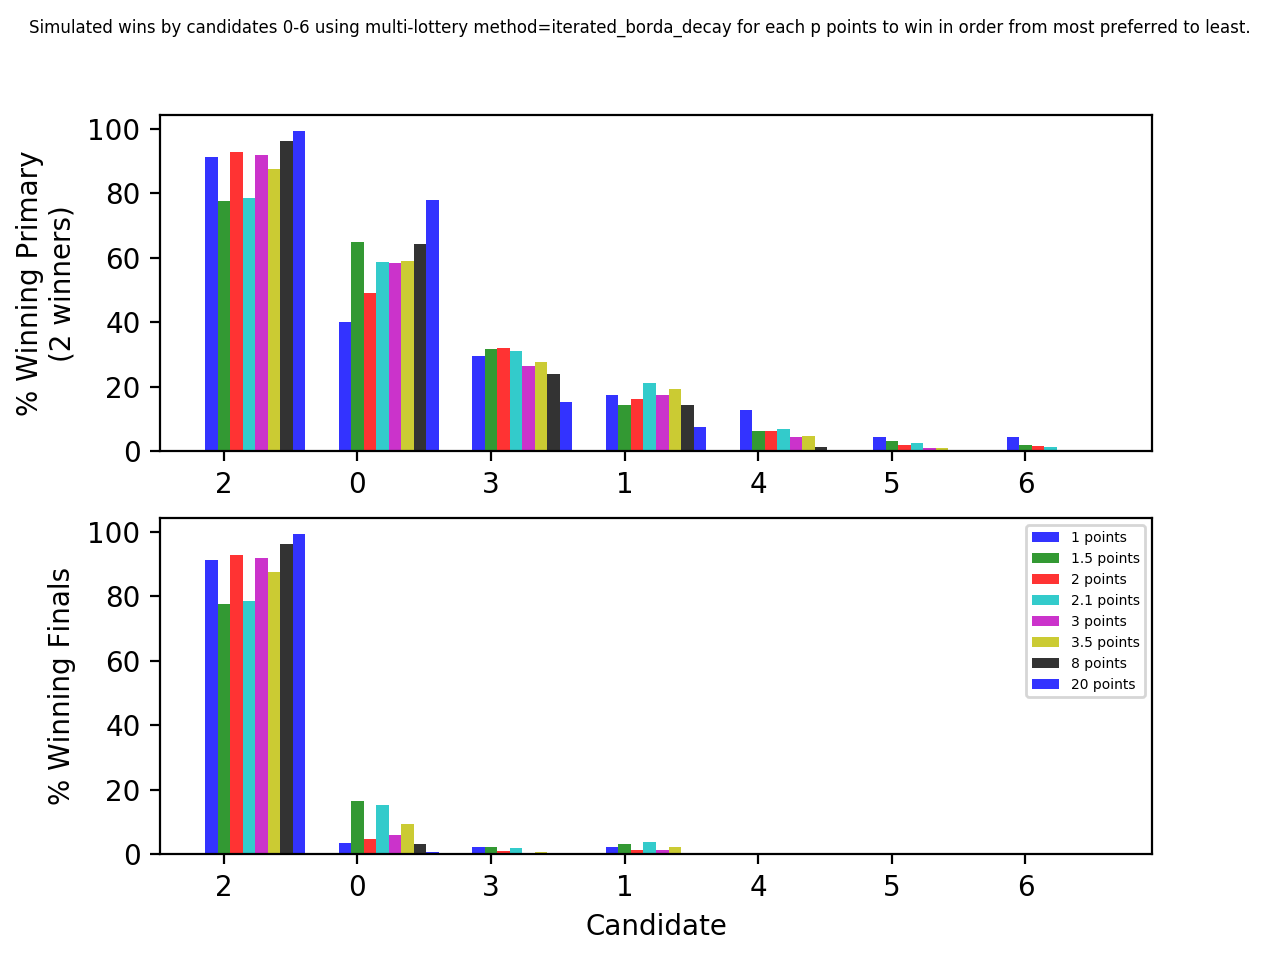 Simulated wins by candidates 0-6 using multi-lottery method=iterated_borda_decay for each p points to win in order from most preferred to least.
% Winning Primary
(2 winners)
100
80
60
40
20
0
2 0 3 1 4 5 6
% Winning Finals
100
80
60
40
20
0
1 points
1.5 points
2 points
2.1 points
3 points
3.5 points
8 points
20 points
2 0 3 1 4 5 6
Candidate